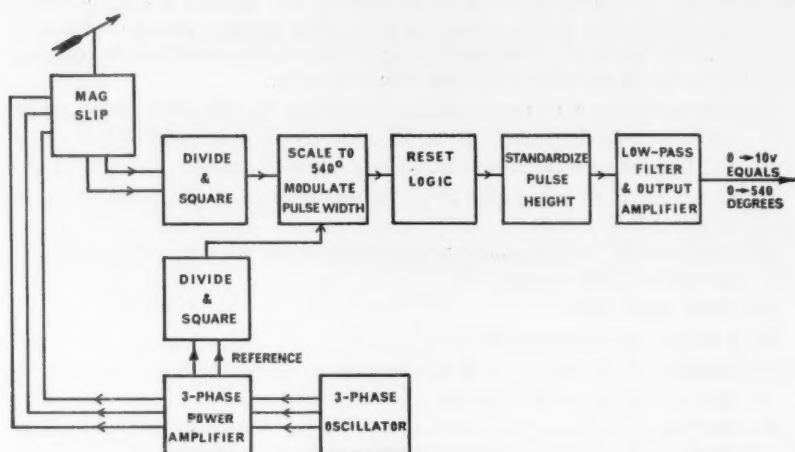 MAG
SLIP
DIVIDE
&
SQUARE
SCALE TO
540°
MODULATE
PULSE WIDTH
RESET
LOGIC
STANDARDIZE
PULSE
HEIGHT
LOW-PASS
FILTER
& OUTPUT
AMPLIFIER
0 → 10v
EQUALS
0 → 540
DEGREES
DIVIDE
&
SQUARE
REFERENCE
3-PHASE
POWER
AMPLIFIER
3-PHASE
OSCILLATOR